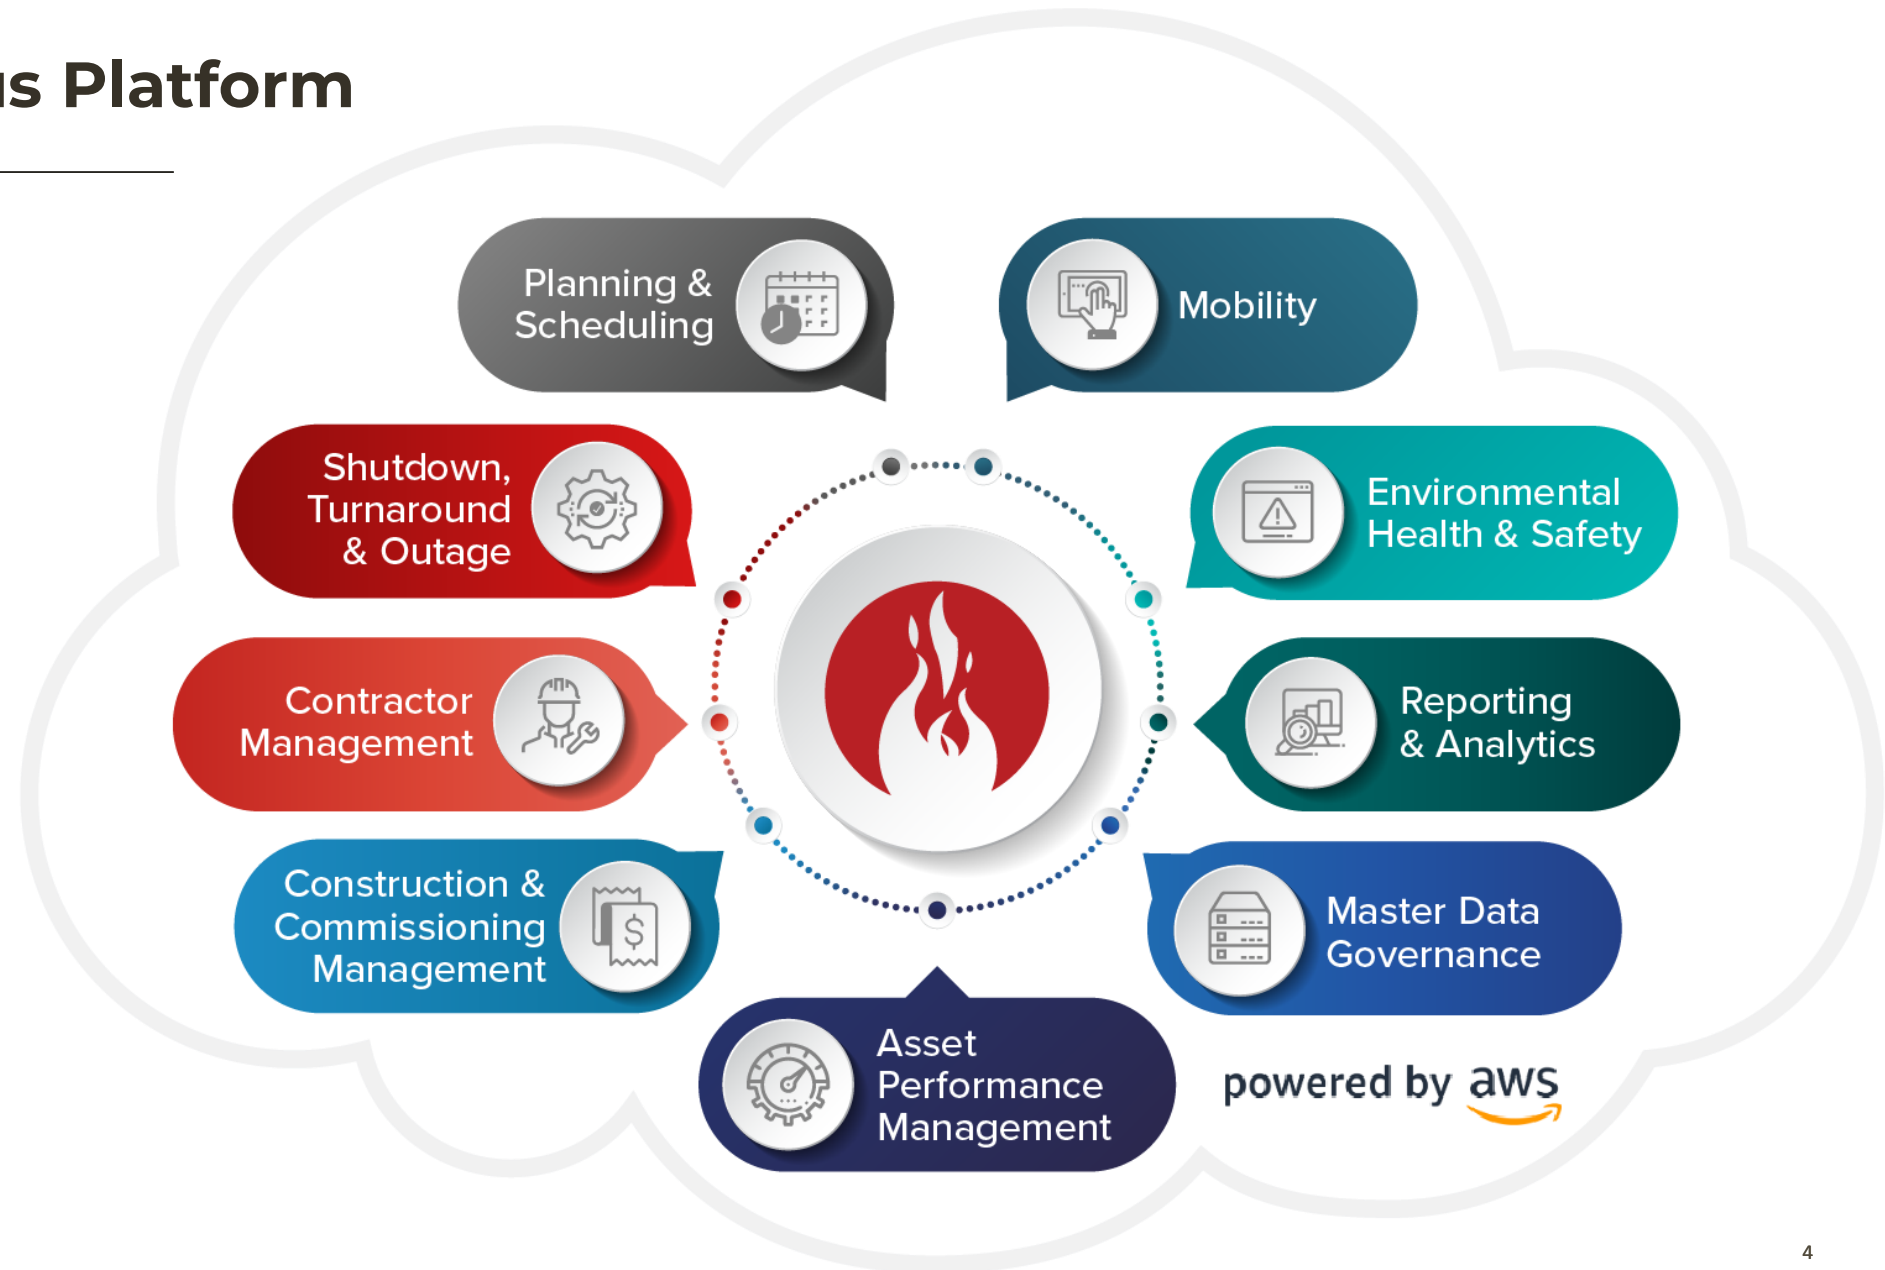 Platform
Planning &
Scheduling
Mobility
Shutdown,
Turnaround
& Outage
Environmental
Health & Safety
Contractor
Management
Reporting
& Analytics
Construction &
Commissioning
Management
Master Data
Governance
Asset
Performance
Management
powered by aws
4